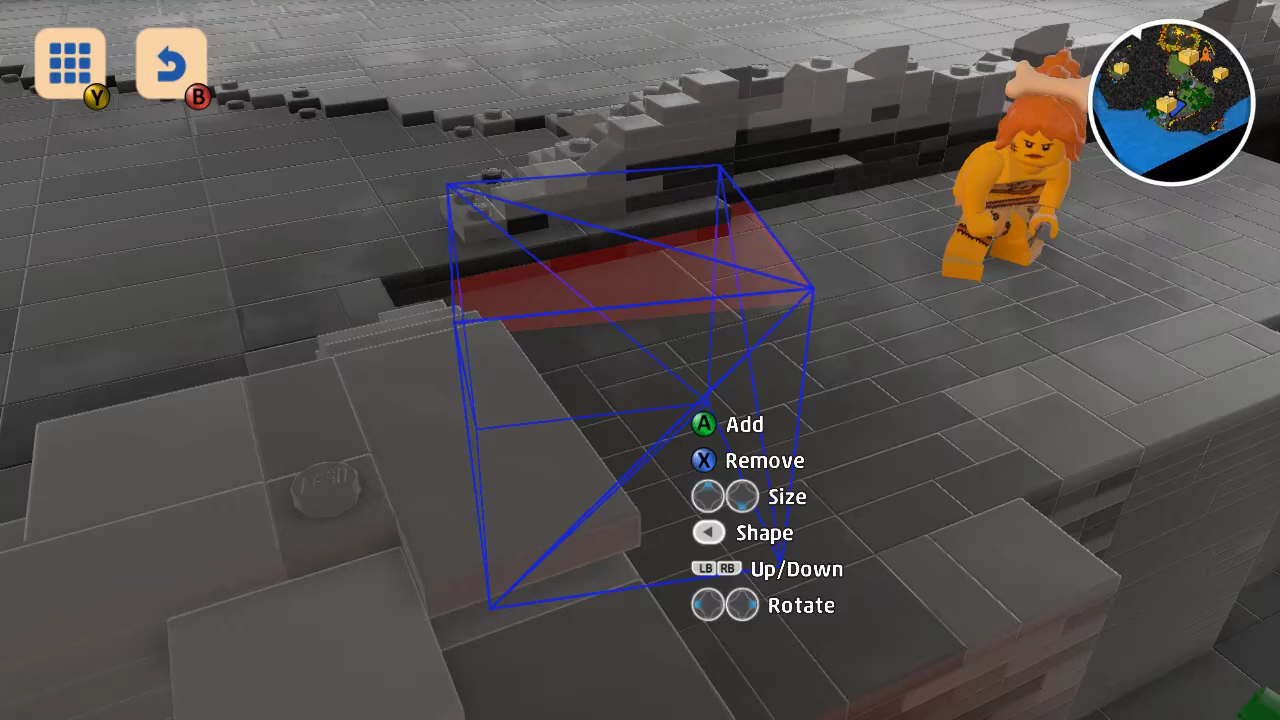 Y
B
A Add
X Remove
Size
Shape
LB RB Up/Down
Rotate